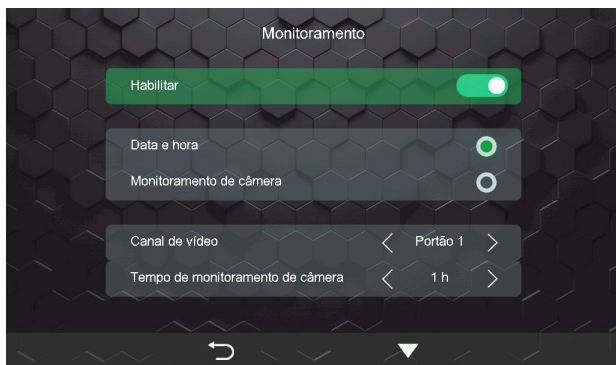 Monitoramento
Habilitar
Data e hora
Monitoramento de câmera
Canal de vídeo Portão 1
Tempo de monitoramento de câmera 1 h